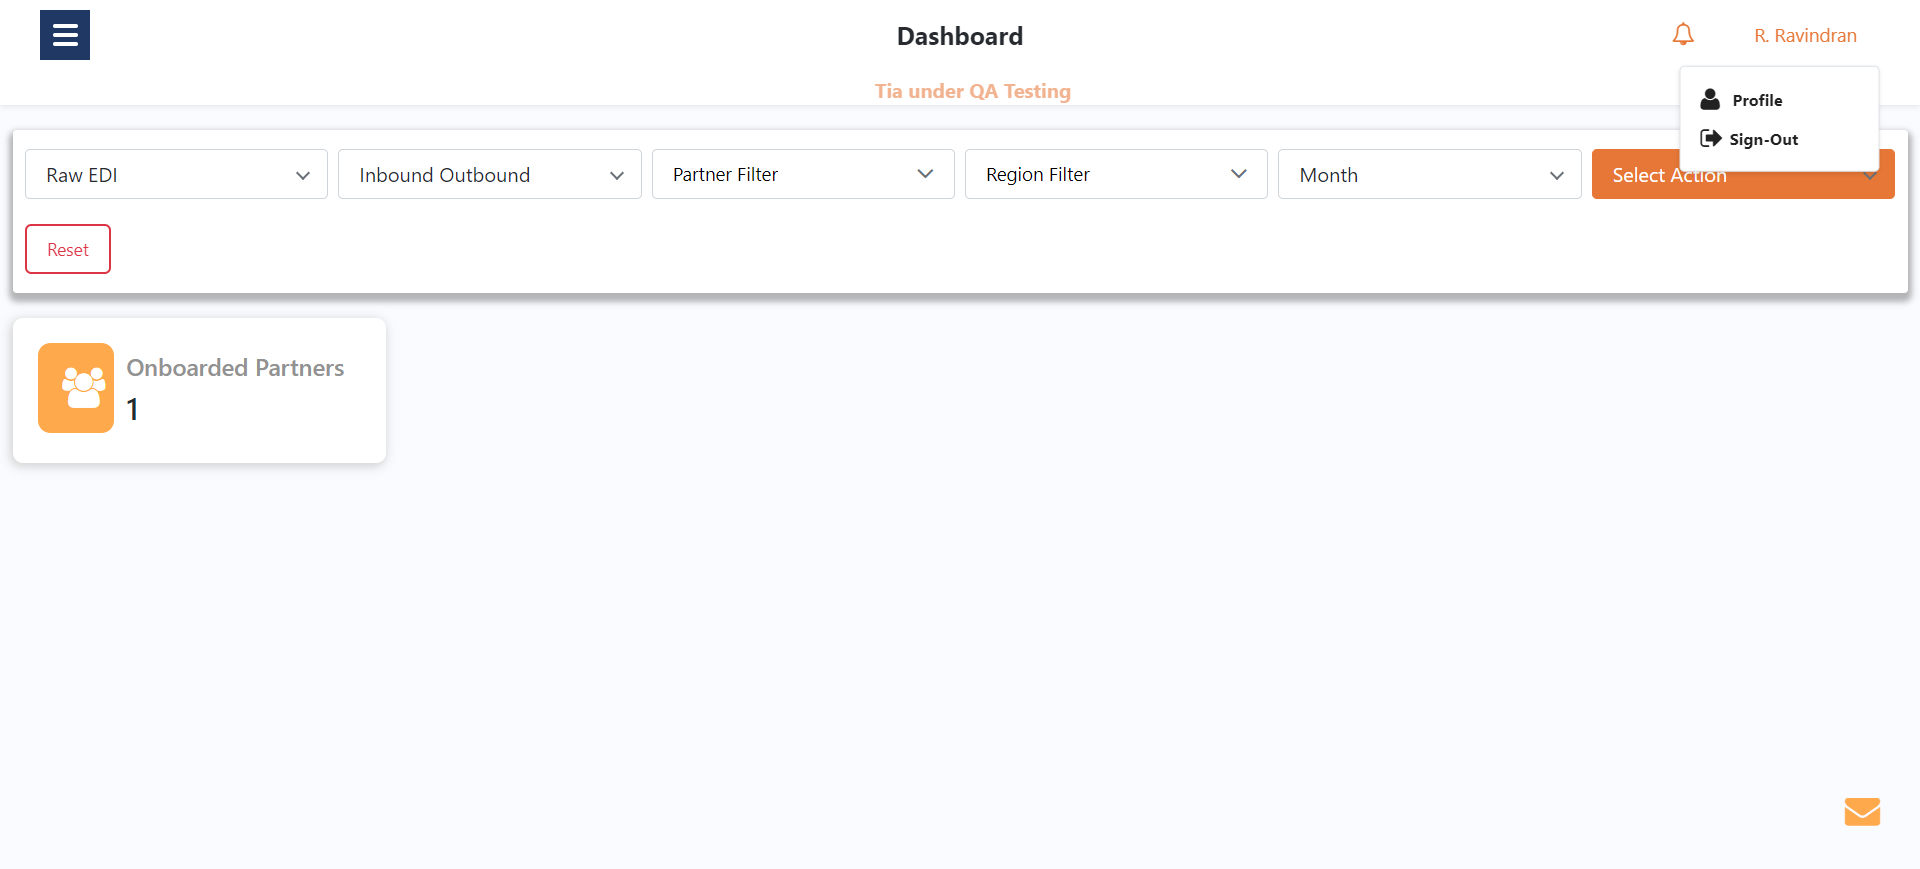 Dashboard
R. Ravindran
Tia under QA Testing
Profile
Sign-Out
Raw EDI
Inbound Outbound
Partner Filter
Region Filter
Month
Select Action
Reset
Onboarded Partners
1